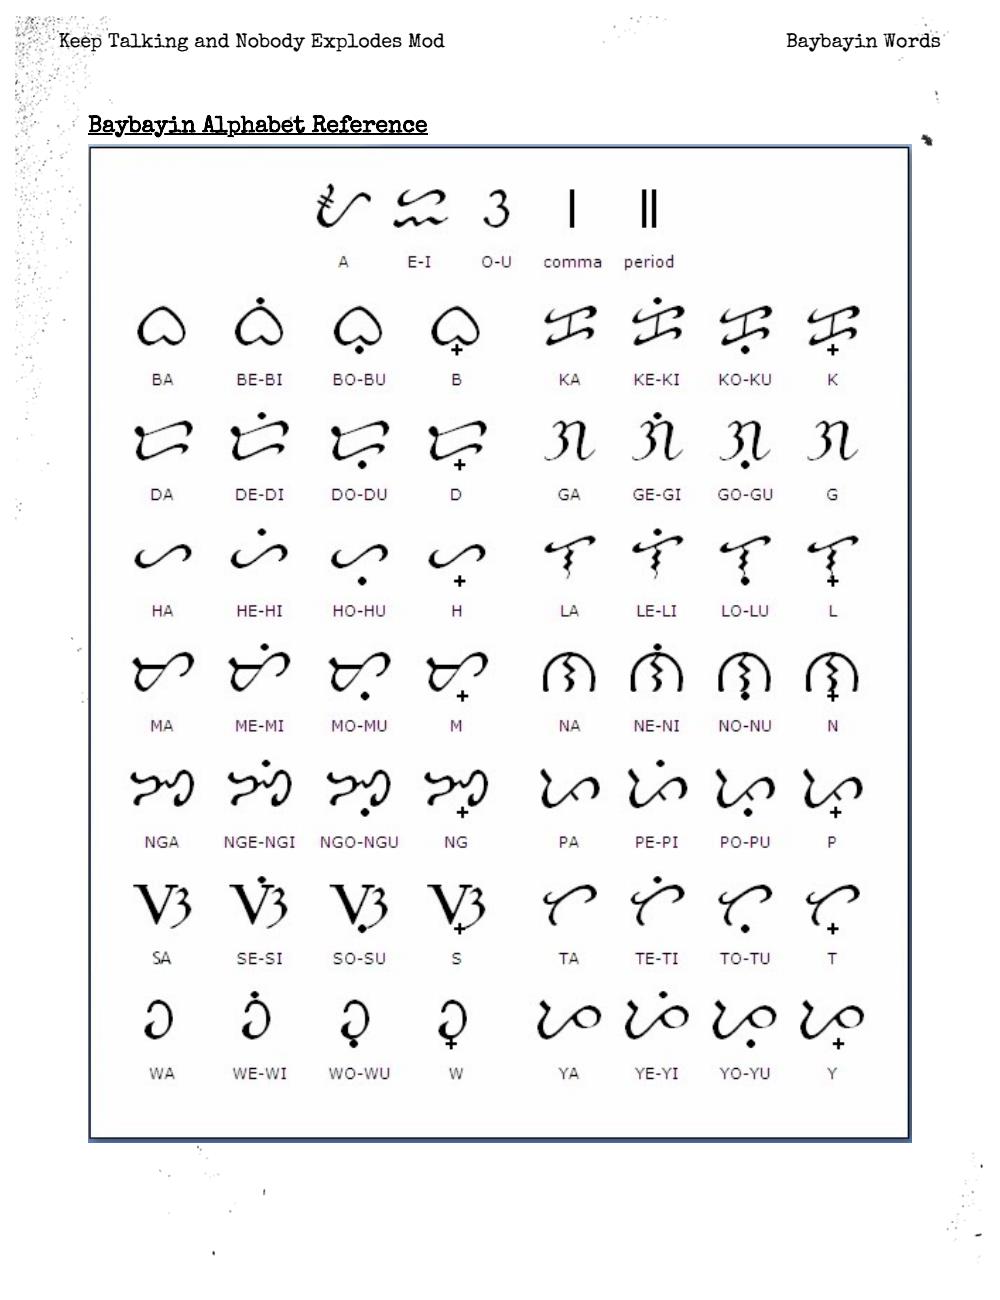 Keep Talking and Nobody Explodes Mod Baybayin Words
Baybayin Alphabet Reference
ᜀ ᜁ ᜂ ᜵ ᜶
A E-I O-U comma period
ᜊ ᜊᜒ ᜊᜓ ᜊ᜔ ᜃ ᜃᜒ ᜃᜓ ᜃ᜔
BA BE-BI BO-BU B KA KE-KI KO-KU K
ᜇ ᜇᜒ ᜇᜓ ᜇ᜔ ᜄ ᜄᜒ ᜄᜓ ᜄ
DA DE-DI DO-DU D GA GE-GI GO-GU G
ᜑ ᜑᜒ ᜑᜓ ᜑ᜔ ᜎ ᜎᜒ ᜎᜓ ᜎ᜔
HA HE-HI HO-HU H LA LE-LI LO-LU L
ᜋ ᜋᜒ ᜋᜓ ᜋ᜔ ᜈ ᜈᜒ ᜈᜓ ᜈ᜔
MA ME-MI MO-MU M NA NE-NI NO-NU N
ᜅ ᜅᜒ ᜅᜓ ᜅ᜔ ᜉ ᜉᜒ ᜉᜓ ᜉ᜔
NGA NGE-NGI NGO-NGU NG PA PE-PI PO-PU P
ᜐ ᜐᜒ ᜐᜓ ᜐ᜔ ᜆ ᜆᜒ ᜆᜓ ᜆ᜔
SA SE-SI SO-SU S TA TE-TI TO-TU T
ᜏ ᜏᜒ ᜏᜓ ᜏ᜔ ᜌ ᜌᜒ ᜌᜓ ᜌ᜔
WA WE-WI WO-WU W YA YE-YI YO-YU Y